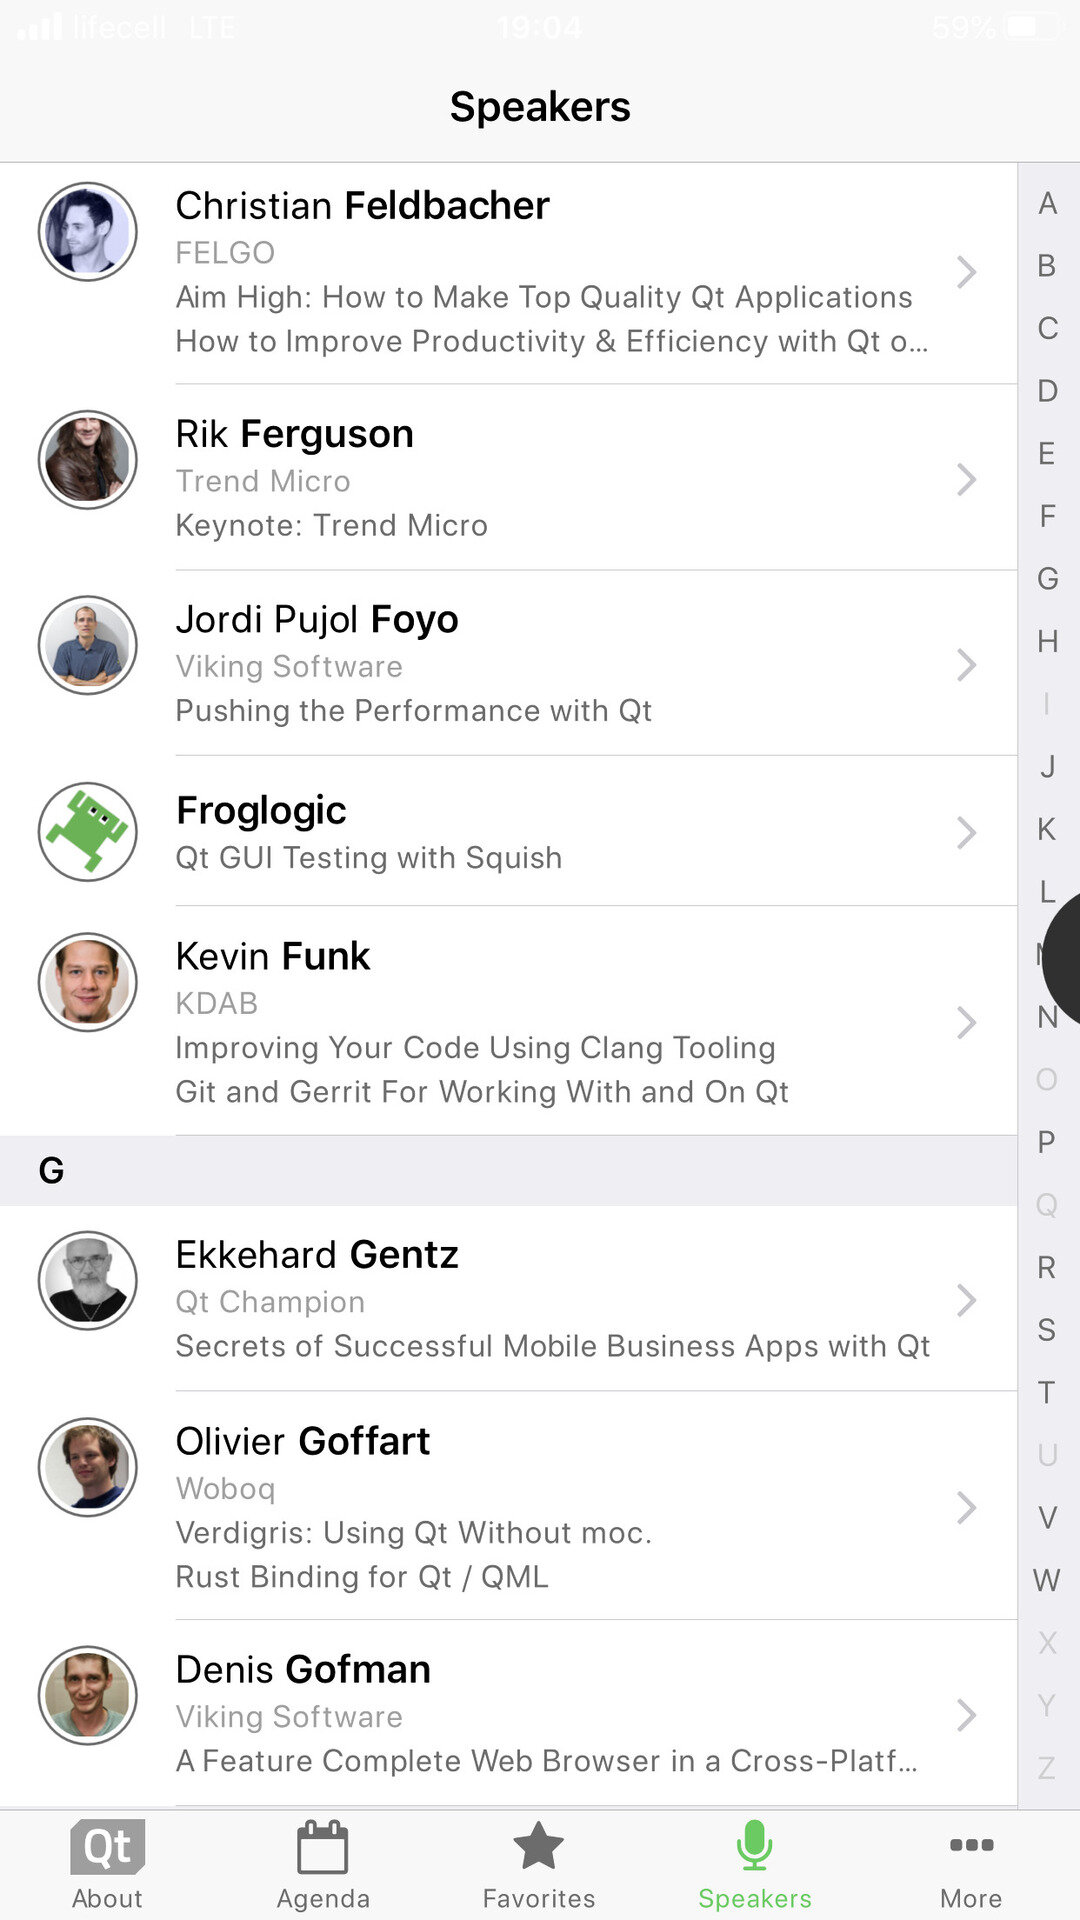 lifecell LTE 19:04 59%
Speakers
Christian Feldbacher
FELGO
Aim High: How to Make Top Quality Qt Applications
How to Improve Productivity & Efficiency with Qt o...
Rik Ferguson
Trend Micro
Keynote: Trend Micro
Jordi Pujol Foyo
Viking Software
Pushing the Performance with Qt
Froglogic
Qt GUI Testing with Squish
Kevin Funk
KDAB
Improving Your Code Using Clang Tooling
Git and Gerrit For Working With and On Qt
G
Ekkehard Gentz
Qt Champion
Secrets of Successful Mobile Business Apps with Qt
Olivier Goffart
Woboq
Verdigris: Using Qt Without moc.
Rust Binding for Qt / QML
Denis Gofman
Viking Software
A Feature Complete Web Browser in a Cross-Platf...
A
B
C
D
E
F
G
H
I
J
K
L
N
O
P
Q
R
S
T
U
V
W
X
Y
Z
Qt
About
Agenda
Favorites
Speakers
More